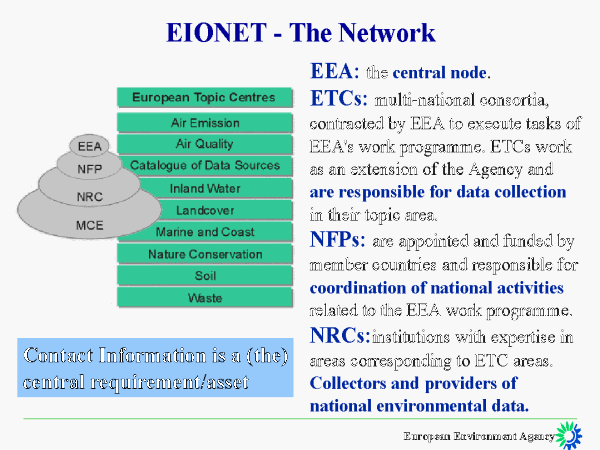 EIONET - The Network
European Topic Centres
Air Emission
Air Quality
Catalogue of Data Sources
Inland Water
Landcover
Marine and Coast
Nature Conservation
Soil
Waste
EEA
NFP
NRC
MCE
Contact Information is a (the)
central requirement/asset
EEA: the central node.
ETCs: multi-national consortia,
contracted by EEA to execute tasks of
EEA's work programme. ETCs work
as an extension of the Agency and
are responsible for data collection
in their topic area.
NFPs: are appointed and funded by
member countries and responsible for
coordination of national activities
related to the EEA work programme.
NRCs:institutions with expertise in
areas corresponding to ETC areas.
Collectors and providers of
national environmental data.
European Environment Agency